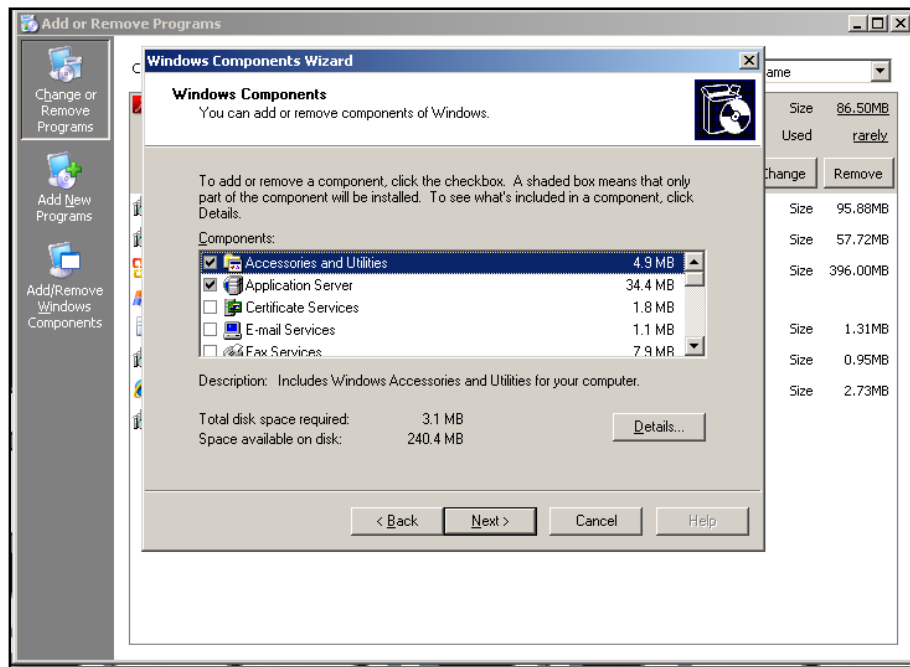 Add or Remove Programs
Change or
Remove
Programs
Add New
Programs
Add/Remove
Windows
Components
ame
Size 86.50MB
Used rarely
Change Remove
Size 95.88MB
Size 57.72MB
Size 396.00MB
Size 1.31MB
Size 0.95MB
Size 2.73MB
Windows Components Wizard
Windows Components
You can add or remove components of Windows.
To add or remove a component, click the checkbox. A shaded box means that only
part of the component will be installed. To see what's included in a component, click
Details.
Components:
Accessories and Utilities 4.9 MB
Application Server 34.4 MB
Certificate Services 1.8 MB
E-mail Services 1.1 MB
Fax Services 7.9 MB
Description: Includes Windows Accessories and Utilities for your computer.
Total disk space required: 3.1 MB
Space available on disk: 240.4 MB
Details...
< Back Next > Cancel Help